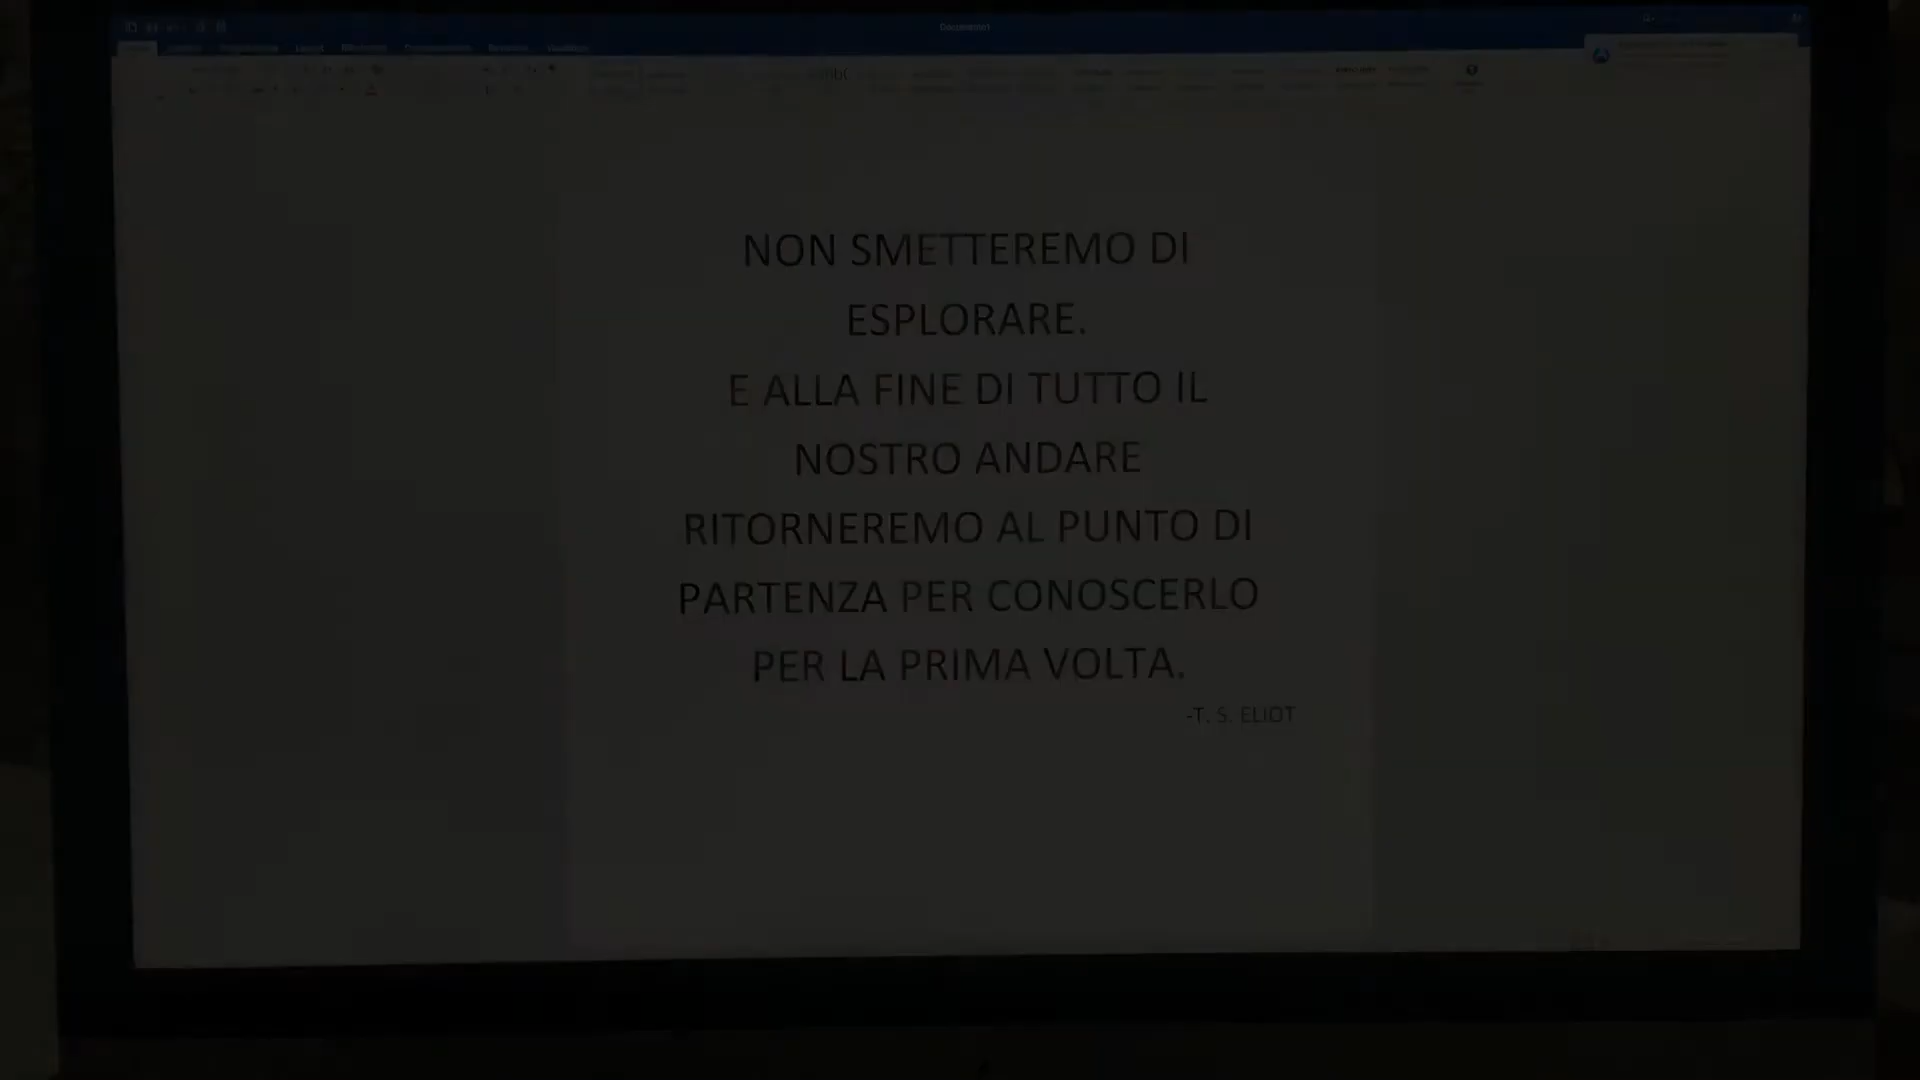 Documento1
NON SMETTEREMO DI
ESPLORARE.
E ALLA FINE DI TUTTO IL
NOSTRO ANDARE
RITORNEREMO AL PUNTO DI
PARTENZA PER CONOSCERLO
PER LA PRIMA VOLTA.
-T. S. ELIOT